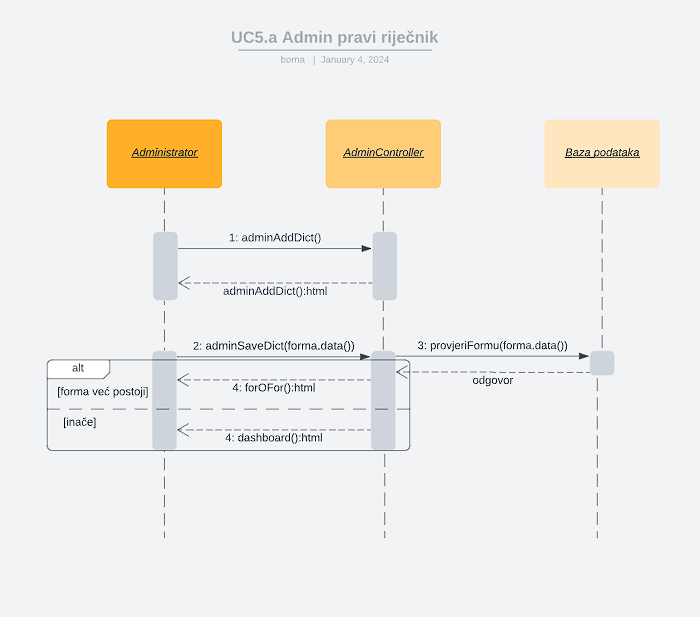 UC5.a Admin pravi riječnik
borna | January 4, 2024
Administrator
AdminController
Baza podataka
1: adminAddDict()
adminAddDict():html
2: adminSaveDict(forma.data())
3: provjeriFormu(forma.data())
alt
odgovor
[forma već postoji]
4: forOFor():html
[inače]
4: dashboard():html